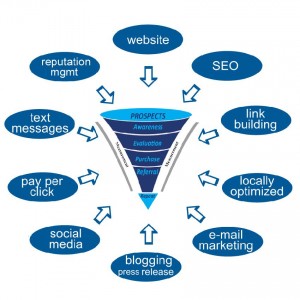 website
reputation
mgmt
SEO
text
messages
link
building
PROSPECTS
Awareness
Evaluation
Purchase
Referral
pay per
click
locally
optimized
social
media
e-mail
marketing
blogging
press release